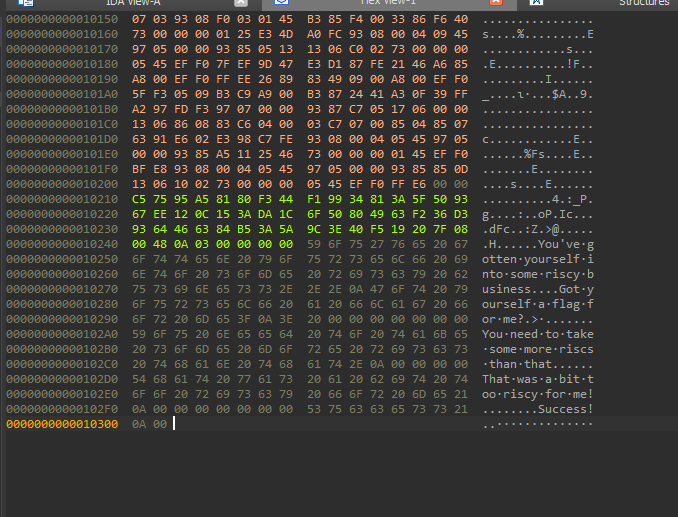 IDA View-A Hex View-1 Structures
0000000000010150 07 03 93 08 F0 03 01 45 B3 85 F4 00 33 86 F6 40 ................
0000000000010160 73 00 00 00 01 25 E3 4D A0 FC 93 08 00 04 09 45 s....%.........E
0000000000010170 97 05 00 00 93 85 05 13 13 06 C0 02 73 00 00 00 ............s...
0000000000010180 05 45 EF F0 7F EF 9D 47 E3 D1 87 FE 21 46 A6 85 .E.........!F..
0000000000010190 A8 00 EF F0 FF EE 26 89 83 49 09 00 A8 00 EF F0 .........I......
00000000000101A0 5F F3 05 09 B3 C9 A9 00 B3 87 24 41 A3 0F 39 FF
00000000000101B0 A2 97 FD F3 97 07 00 00 93 87 C7 05 17 06 00 00 ................
00000000000101C0 13 06 86 08 83 C6 04 00 03 C7 07 00 85 04 85 07 ................
00000000000101D0 63 91 E6 02 E3 98 C7 FE 93 08 00 04 05 45 97 05 c............E..
00000000000101E0 00 00 93 85 A5 11 25 46 73 00 00 00 01 45 EF F0 ......%Fs....E..
00000000000101F0 BF E8 93 08 00 04 05 45 97 05 00 00 93 85 85 0D .......E........
0000000000010200 13 06 10 02 73 00 00 00 05 45 EF F0 FF E6 00 00 ....s....E......
0000000000010210 C5 75 95 A5 81 80 F3 44 F1 99 34 81 3A 5F 50 93
0000000000010220 67 EE 12 0C 15 3A DA 1C 6F 50 80 49 63 F2 36 D3
0000000000010230 93 64 46 63 84 B5 3A 5A 9C 3E 40 F5 19 20 7F 08
0000000000010240 00 48 0A 03 00 00 00 00 59 6F 75 27 76 65 20 67 .H......You've·g
0000000000010250 6F 74 74 65 6E 20 79 6F 75 72 73 65 6C 66 20 69 otten·yourself·i
0000000000010260 6E 74 6F 20 73 6F 6D 65 20 72 69 73 63 79 20 62 nto·some·riscy·b
0000000000010270 75 73 69 6E 65 73 73 2E 2E 2E 0A 47 6F 74 20 79 usiness....Got·y
0000000000010280 6F 75 72 73 65 6C 66 20 61 20 66 6C 61 67 20 66 ourself·a·flag·f
0000000000010290 6F 72 20 6D 65 3F 0A 3E 20 00 00 00 00 00 00 00 or·me?.>·.......
00000000000102A0 59 6F 75 20 6E 65 65 64 20 74 6F 20 74 61 6B 65 You·need·to·take
00000000000102B0 20 73 6F 6D 65 20 6D 6F 72 65 20 72 69 73 63 73 ·some·more·riscs
00000000000102C0 20 74 68 61 6E 20 74 68 61 74 2E 0A 00 00 00 00 ·than·that......
00000000000102D0 54 68 61 74 20 77 61 73 20 61 20 62 69 74 20 74 That·was·a·bit·t
00000000000102E0 6F 6F 20 72 69 73 63 79 20 66 6F 72 20 6D 65 21 oo·riscy·for·me!
00000000000102F0 0A 00 00 00 00 00 00 00 53 75 63 63 65 73 73 21 ........Success!
0000000000010300 0A 00 ..··············